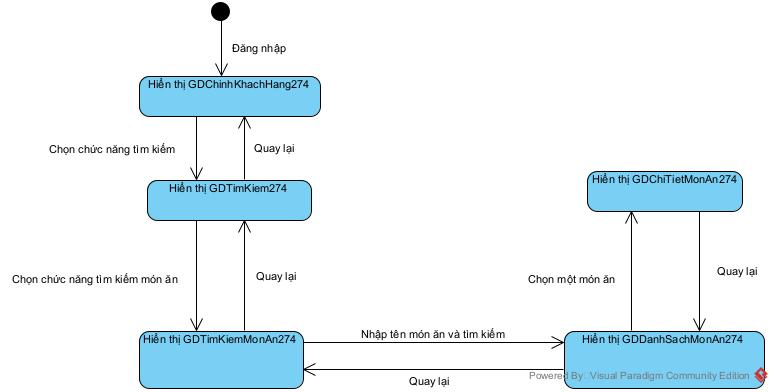 Đăng nhập
Hiển thị GDChinhKhachHang274
Chọn chức năng tìm kiếm
Quay lại
Hiển thị GDTimKiem274
Hiển thị GDChiTietMonAn274
Chọn chức năng tìm kiếm món ăn
Quay lại
Chọn một món ăn
Quay lại
Hiển thị GDTimKiemMonAn274
Nhập tên món ăn và tìm kiếm
Hiển thị GDDanhSachMonAn274
Quay lại
Powered By: Visual Paradigm Community Edition